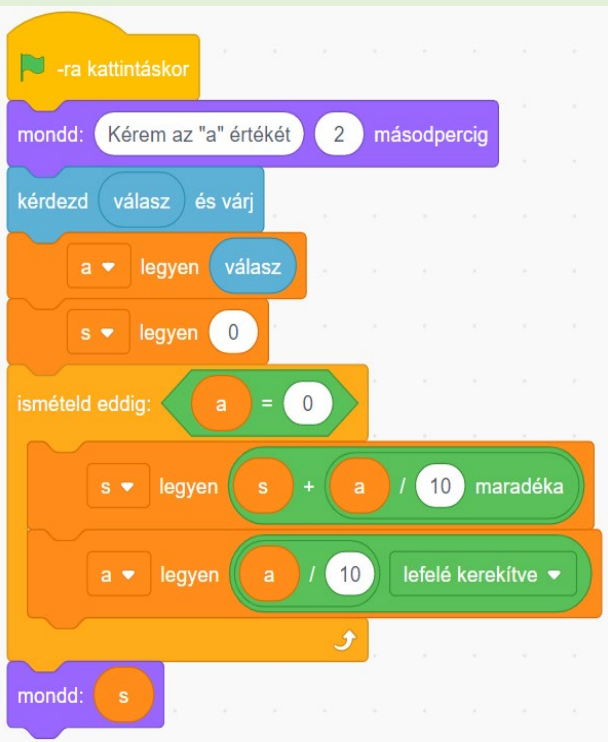 -ra kattintáskor
mondd: Kérem az "a" értékét 2 másodpercig
kérdezd válasz és várj
a legyen válasz
s legyen 0
ismételd eddig: a = 0
s legyen s + a / 10 maradéka
a legyen a / 10 lefelé kerekítve
mondd: s